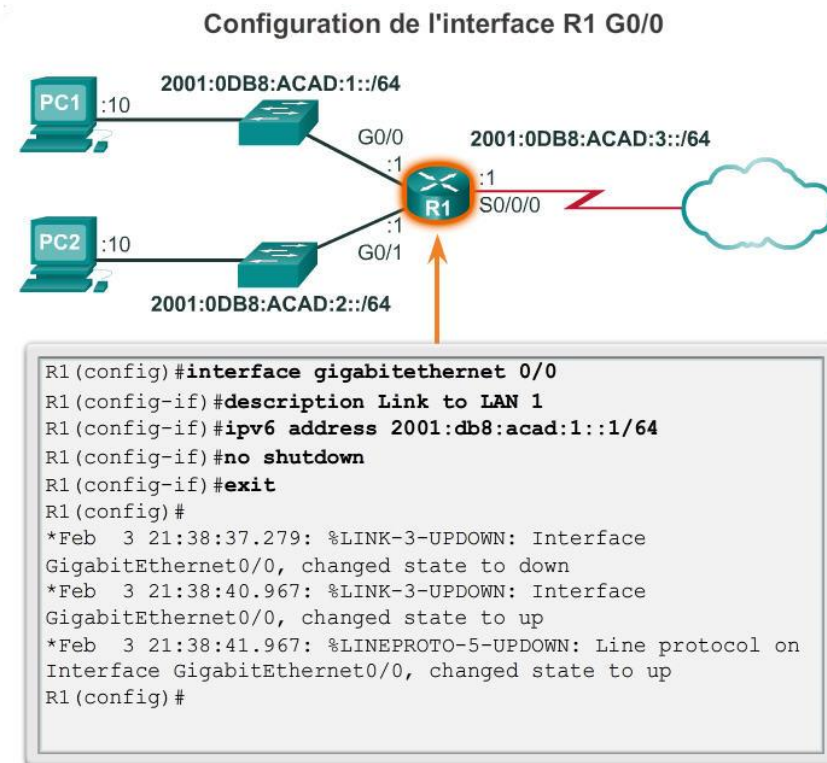 Configuration de l'interface R1 G0/0
2001:0DB8:ACAD:1::/64
PC1
:10
G0/0
:1
2001:0DB8:ACAD:3::/64
:1
R1
S0/0/0
PC2
:10
:1
G0/1
2001:0DB8:ACAD:2::/64
R1(config)#interface gigabitethernet 0/0
R1(config-if)#description Link to LAN 1
R1(config-if)#ipv6 address 2001:db8:acad:1::1/64
R1(config-if)#no shutdown
R1(config-if)#exit
R1(config)#
*Feb  3 21:38:37.279: %LINK-3-UPDOWN: Interface
GigabitEthernet0/0, changed state to down
*Feb  3 21:38:40.967: %LINK-3-UPDOWN: Interface
GigabitEthernet0/0, changed state to up
*Feb  3 21:38:41.967: %LINEPROTO-5-UPDOWN: Line protocol on
Interface GigabitEthernet0/0, changed state to up
R1(config)#